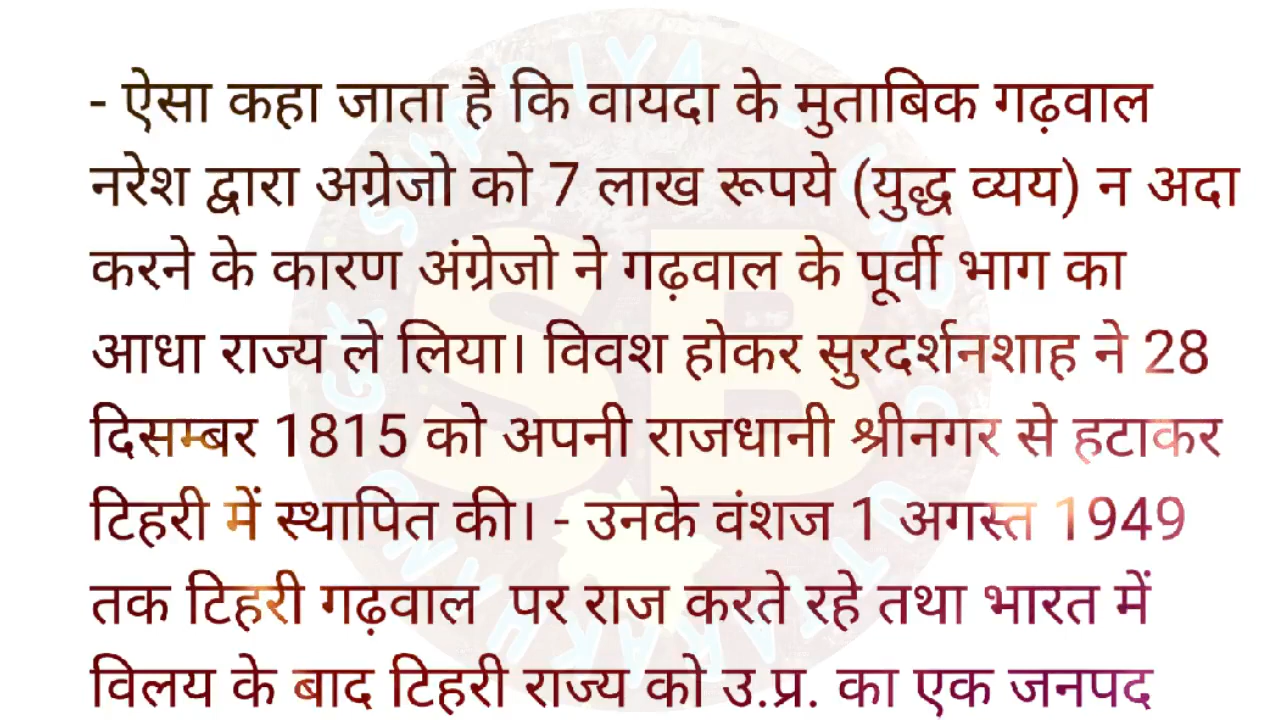 - ऐसा कहा जाता है कि वायदा के मुताबिक गढ़वाल
नरेश द्वारा अग्रेजो को 7 लाख रूपये (युद्ध व्यय) न अदा
करने के कारण अंग्रेजो ने गढ़वाल के पूर्वी भाग का
आधा राज्य ले लिया। विवश होकर सुरदर्शनशाह ने 28
दिसम्बर 1815 को अपनी राजधानी श्रीनगर से हटाकर
टिहरी में स्थापित की। - उनके वंशज 1 अगस्त 1949
तक टिहरी गढ़वाल  पर राज करते रहे तथा भारत में
विलय के बाद टिहरी राज्य को उ.प्र. का एक जनपद
SB